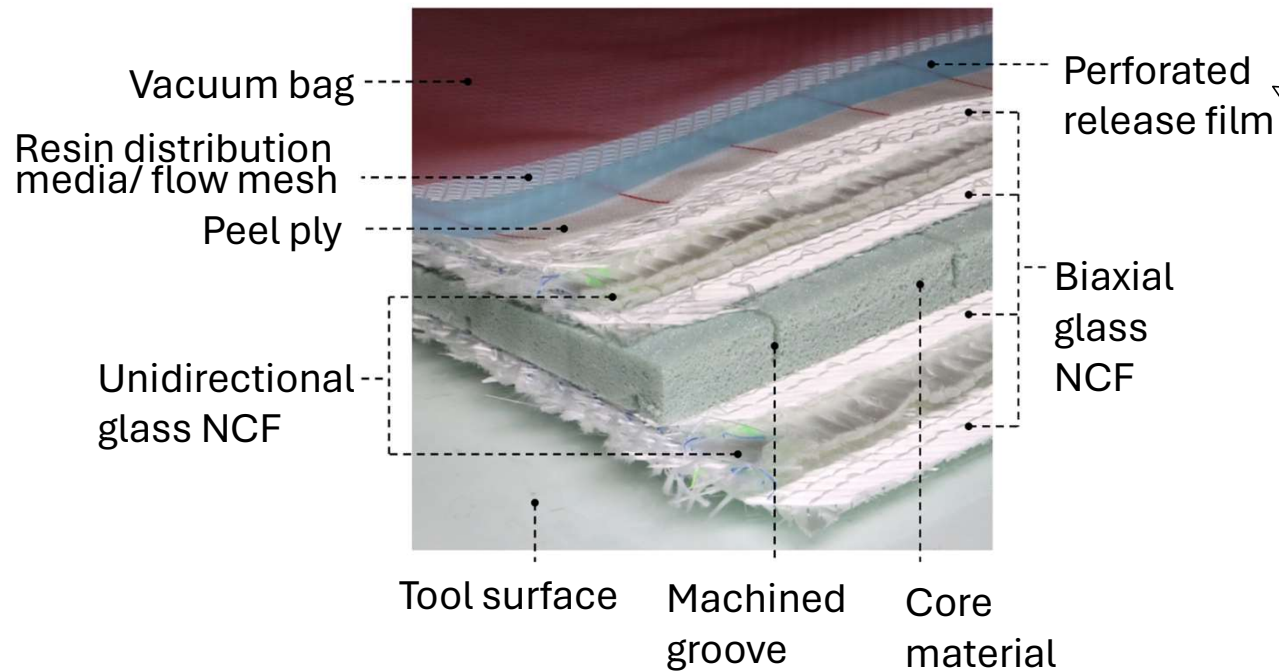 Vacuum bag
Resin distribution
media/ flow mesh
Peel ply
Unidirectional
glass NCF
Tool surface
Machined
groove
Core
material
Perforated
release film
Biaxial
glass
NCF